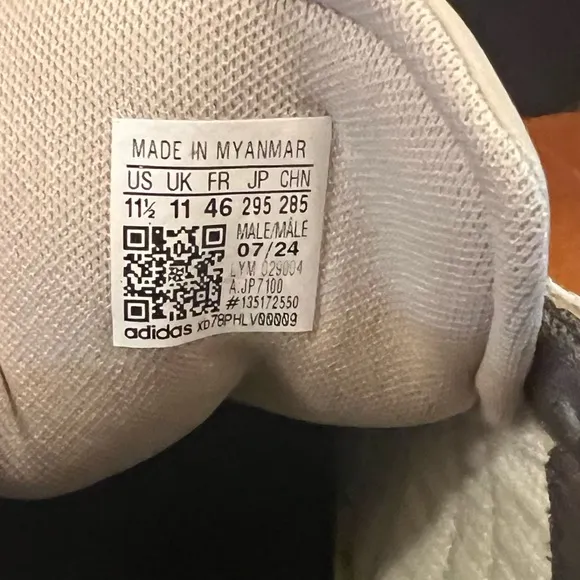 MADE IN MYANMAR
US UK FR JP CHN
11½ 11 46 295 285
MALE/MÂLE
07/24
LYM 029004
A.JP7100
#135172550
adidas XD78PHLV00009